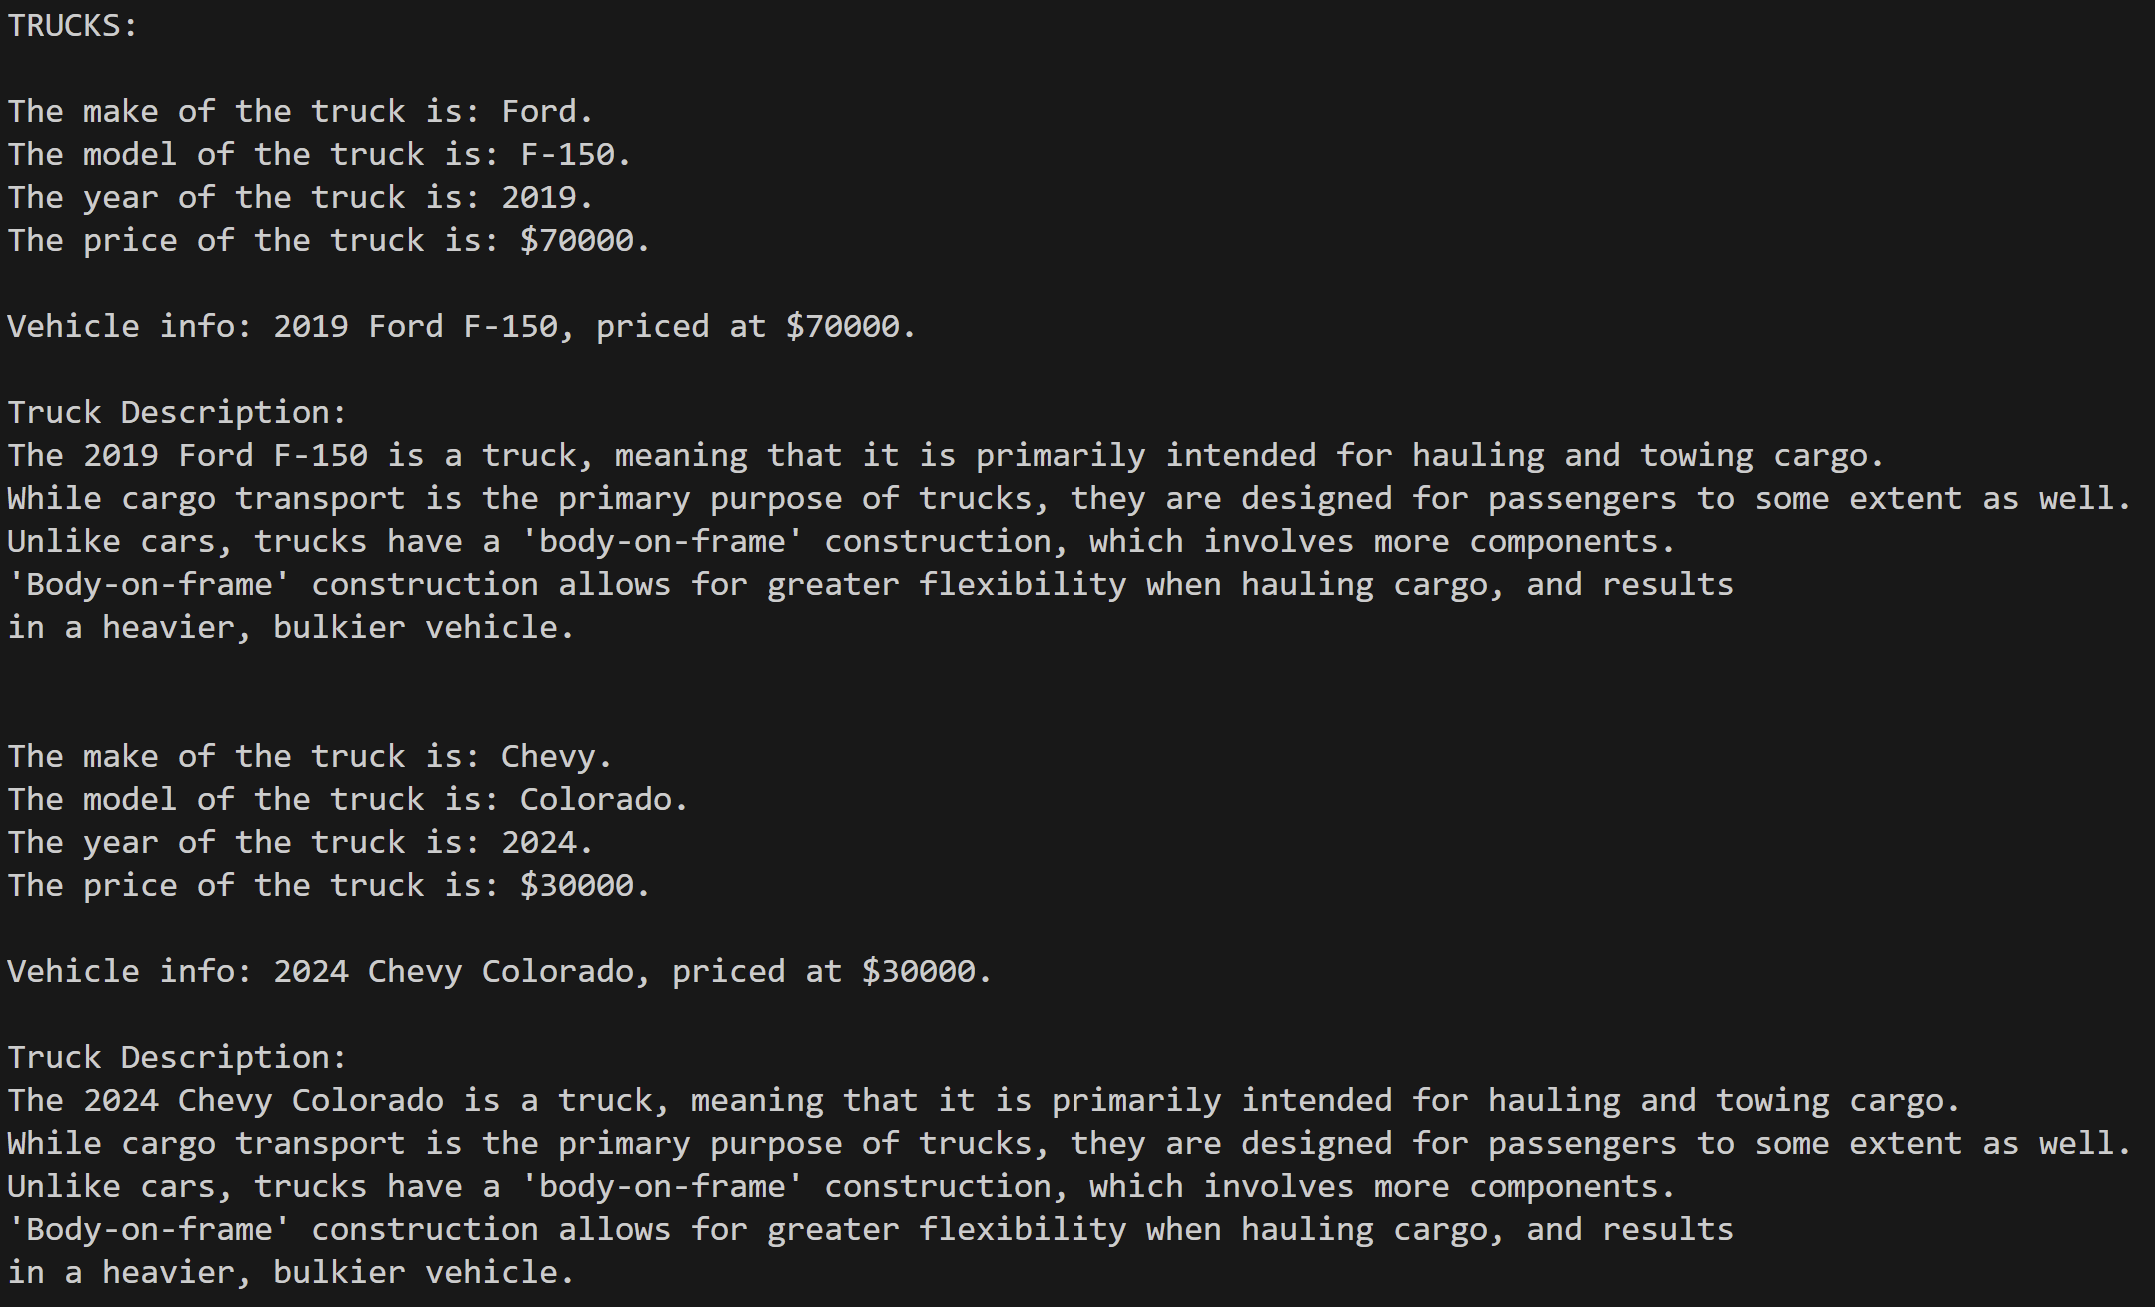 TRUCKS:
The make of the truck is: Ford.
The model of the truck is: F-150.
The year of the truck is: 2019.
The price of the truck is: $70000.
Vehicle info: 2019 Ford F-150, priced at $70000.
Truck Description:
The 2019 Ford F-150 is a truck, meaning that it is primarily intended for hauling and towing cargo.
While cargo transport is the primary purpose of trucks, they are designed for passengers to some extent as well.
Unlike cars, trucks have a 'body-on-frame' construction, which involves more components.
'Body-on-frame' construction allows for greater flexibility when hauling cargo, and results
in a heavier, bulkier vehicle.
The make of the truck is: Chevy.
The model of the truck is: Colorado.
The year of the truck is: 2024.
The price of the truck is: $30000.
Vehicle info: 2024 Chevy Colorado, priced at $30000.
Truck Description:
The 2024 Chevy Colorado is a truck, meaning that it is primarily intended for hauling and towing cargo.
While cargo transport is the primary purpose of trucks, they are designed for passengers to some extent as well.
Unlike cars, trucks have a 'body-on-frame' construction, which involves more components.
'Body-on-frame' construction allows for greater flexibility when hauling cargo, and results
in a heavier, bulkier vehicle.